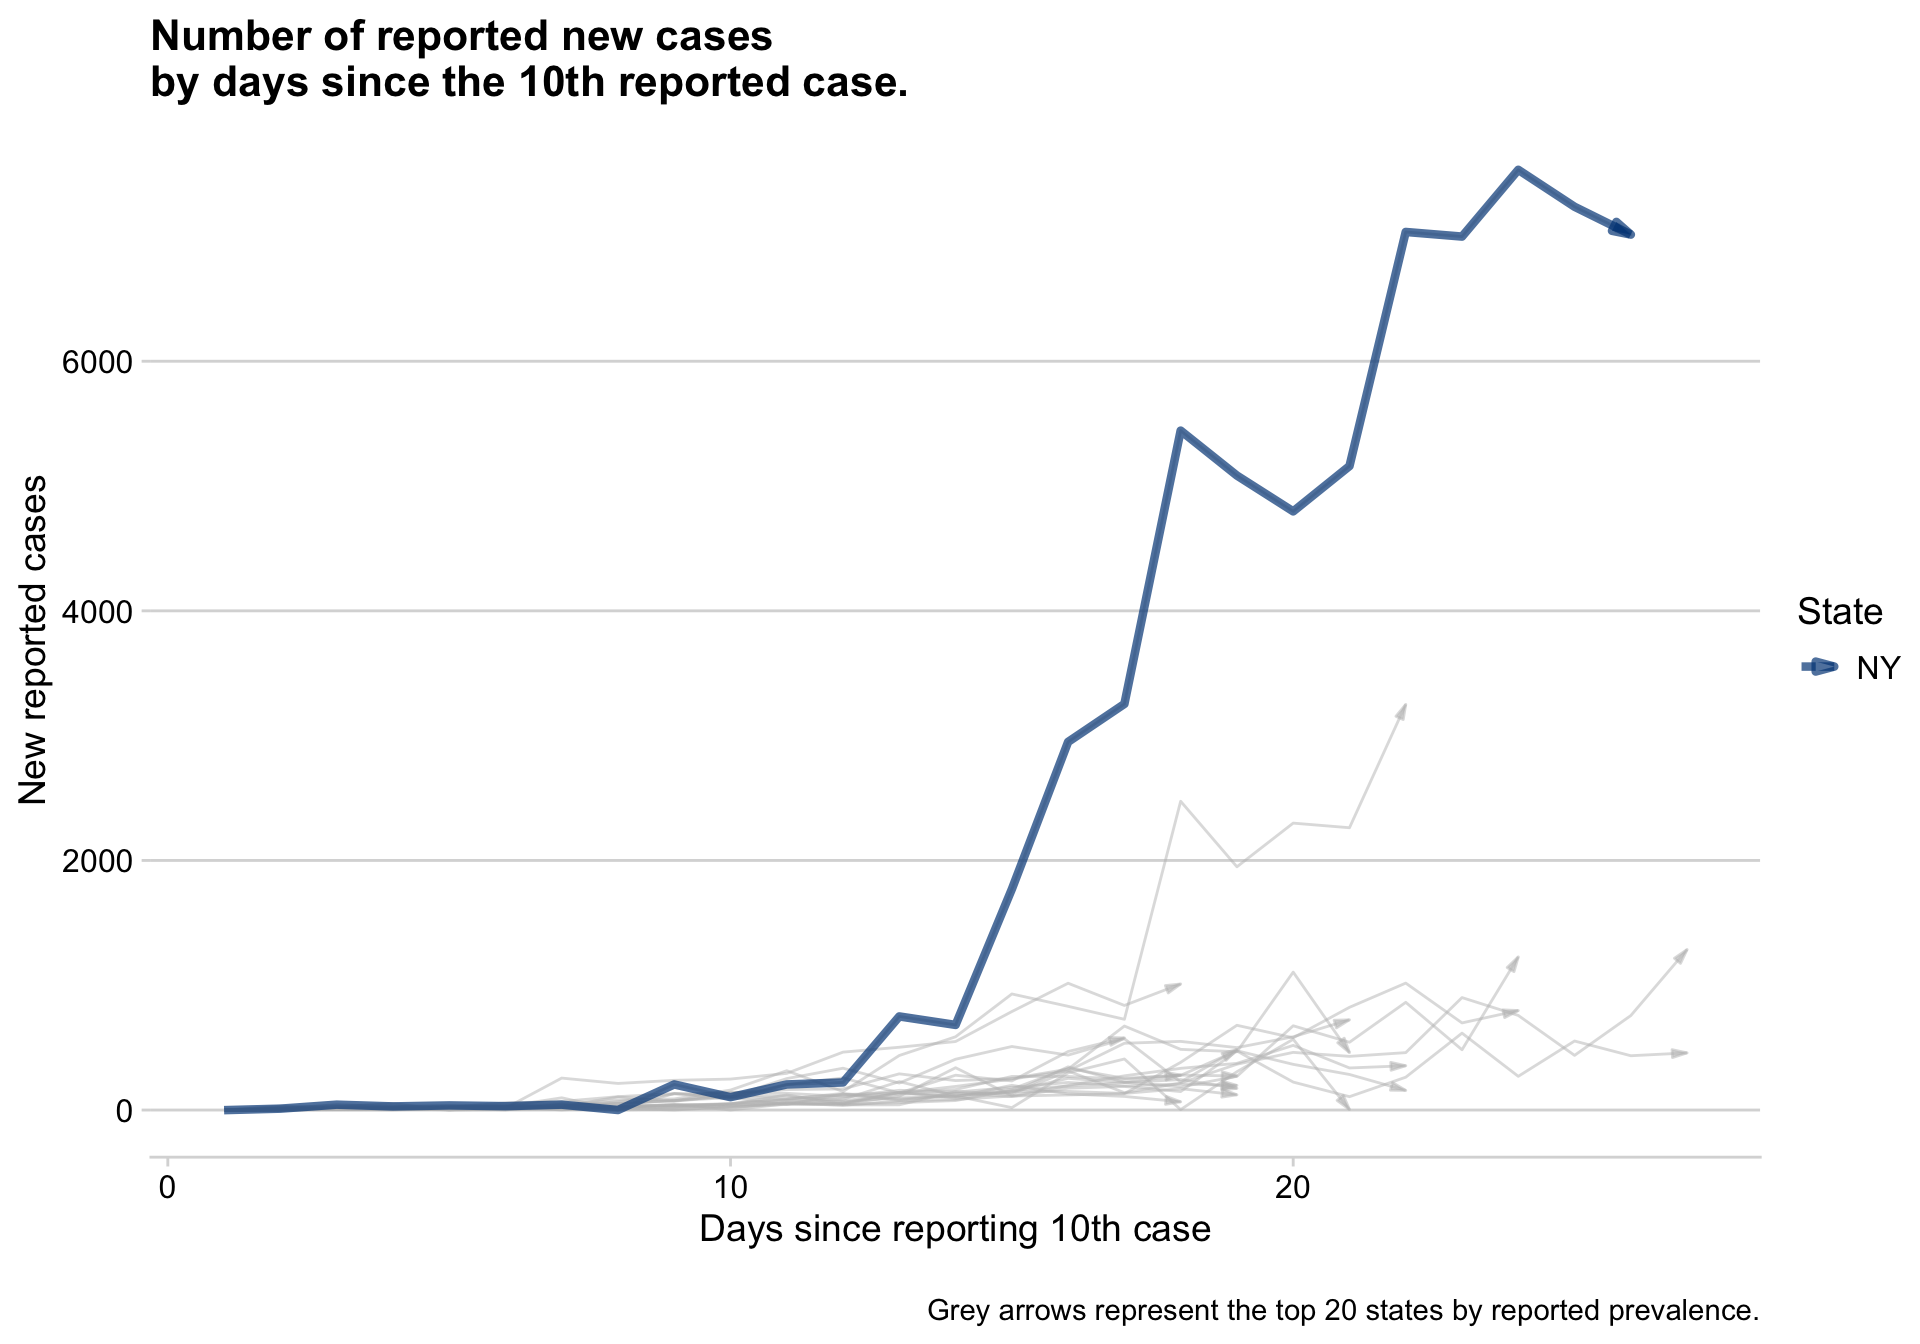 Number of reported new cases
by days since the 10th reported case.
New reported cases
6000
4000
2000
0
0 10 20
Days since reporting 10th case
State
NY
Grey arrows represent the top 20 states by reported prevalence.